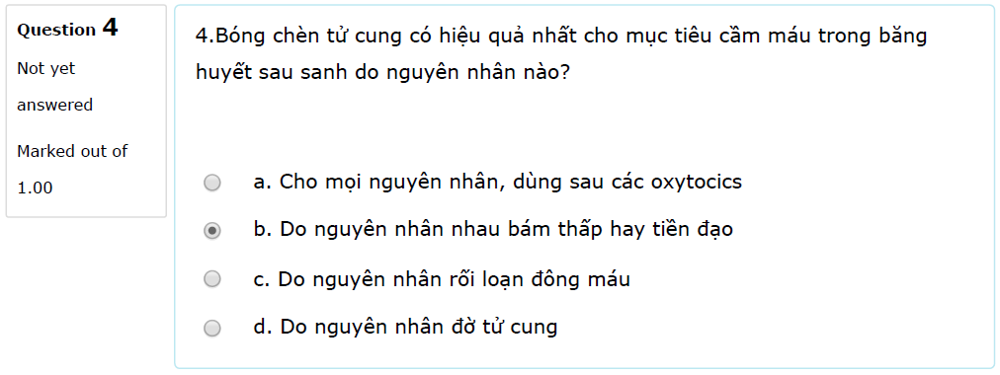 Question 4
Not yet
answered
Marked out of
1.00
4.Bóng chèn tử cung có hiệu quả nhất cho mục tiêu cầm máu trong băng
huyết sau sanh do nguyên nhân nào?
a. Cho mọi nguyên nhân, dùng sau các oxytocics
b. Do nguyên nhân nhau bám thấp hay tiền đạo
c. Do nguyên nhân rối loạn đông máu
d. Do nguyên nhân đờ tử cung